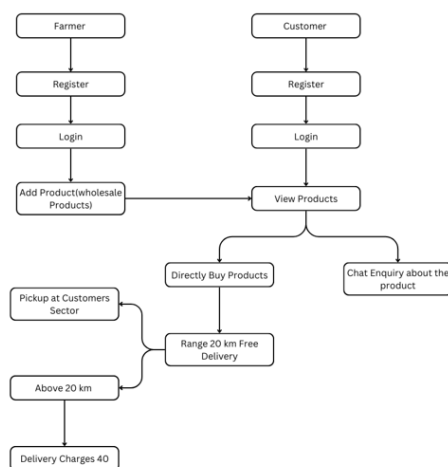 Farmer
Customer
Register
Register
Login
Login
Add Product(wholesale
Products)
View Products
Directly Buy Products
Chat Enquiry about the
product
Pickup at Customers
Sector
Range 20 km Free
Delivery
Above 20 km
Delivery Charges 40